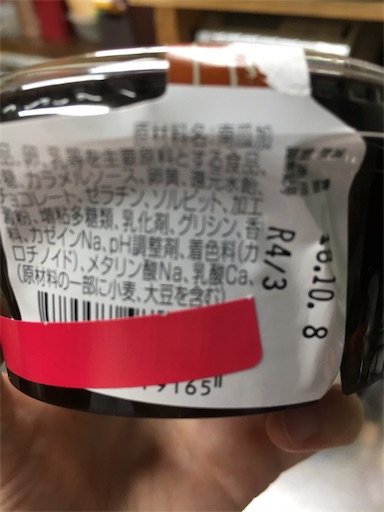 原材料名:南瓜加
品、卵、乳等を主要原料とする食品、
糖、カラメルソース、卵黄、還元水飴、
チョコレート、ゼラチン、ソルビット、加工
澱粉、増粘多糖類、乳化剤、グリシン、香
料、カゼインNa、pH調整剤、着色料(カ
ロチノイド)、メタリン酸Na、乳酸Ca、
(原材料の一部に小麦、大豆を含む)
R4/3
.10. 8
9165